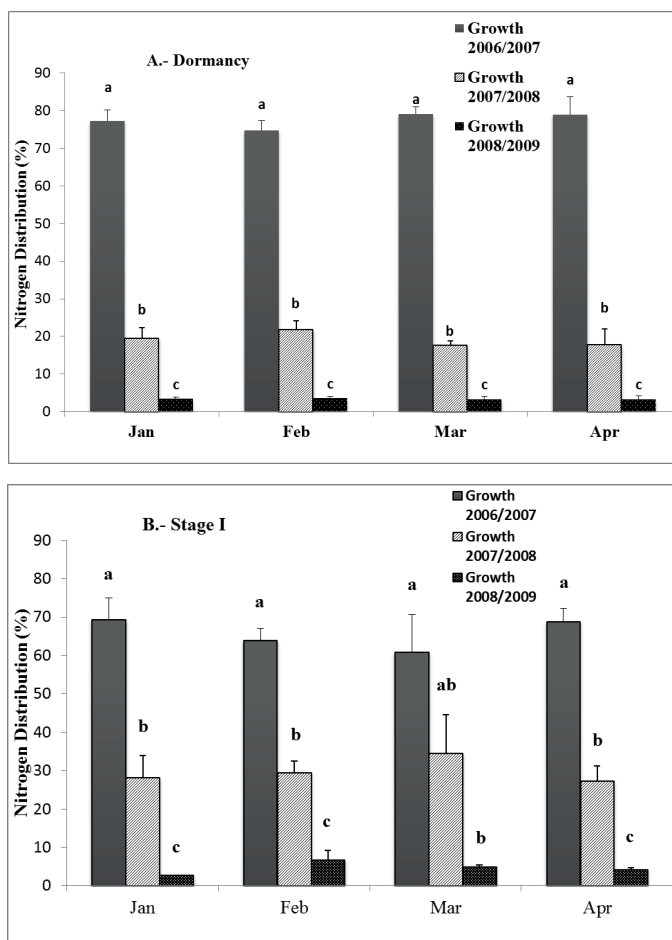 A.- Dormancy
Growth
2006/2007
Growth
2007/2008
Growth
2008/2009
Nitrogen Distribution (%)
90
80
70
60
50
40
30
20
10
0
a
b
c
a
b
c
a
b
c
a
b
c
Jan
Feb
Mar
Apr
B.- Stage I
Growth
2006/2007
Growth
2007/2008
Growth
2008/2009
Nitrogen Distribution (%)
90
80
70
60
50
40
30
20
10
0
a
b
c
a
b
c
a
ab
b
a
b
c
Jan
Feb
Mar
Apr